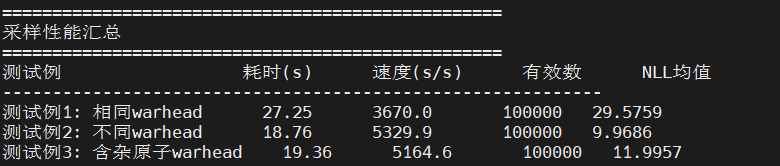 ==================================================
采样性能汇总
==================================================
测试例 耗时(s) 速度(s/s) 有效数 NLL均值
------------------------------------------------------------
测试例1: 相同warhead 27.25 3670.0 100000 29.5759
测试例2: 不同warhead 18.76 5329.9 100000 9.9686
测试例3: 含杂原子warhead 19.36 5164.6 100000 11.9957